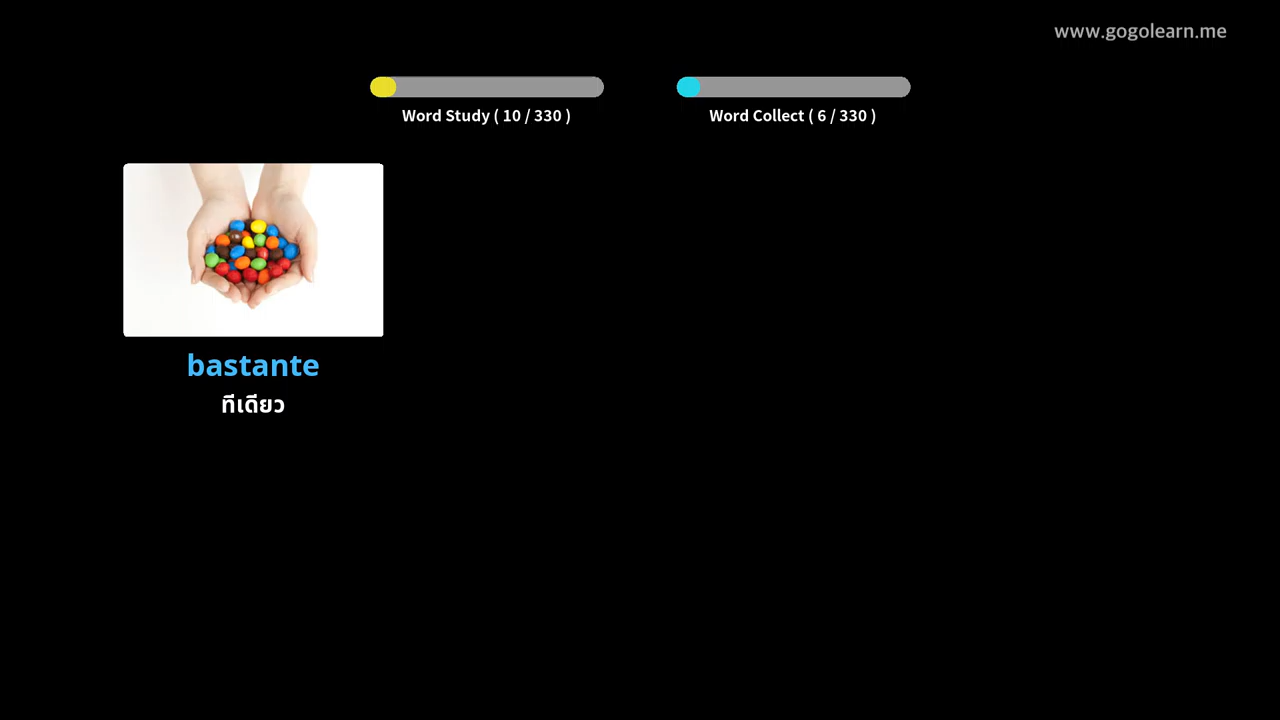 www.gogolearn.me
Word Study ( 10 / 330 )
Word Collect ( 6 / 330 )
bastante
ทีเดียว